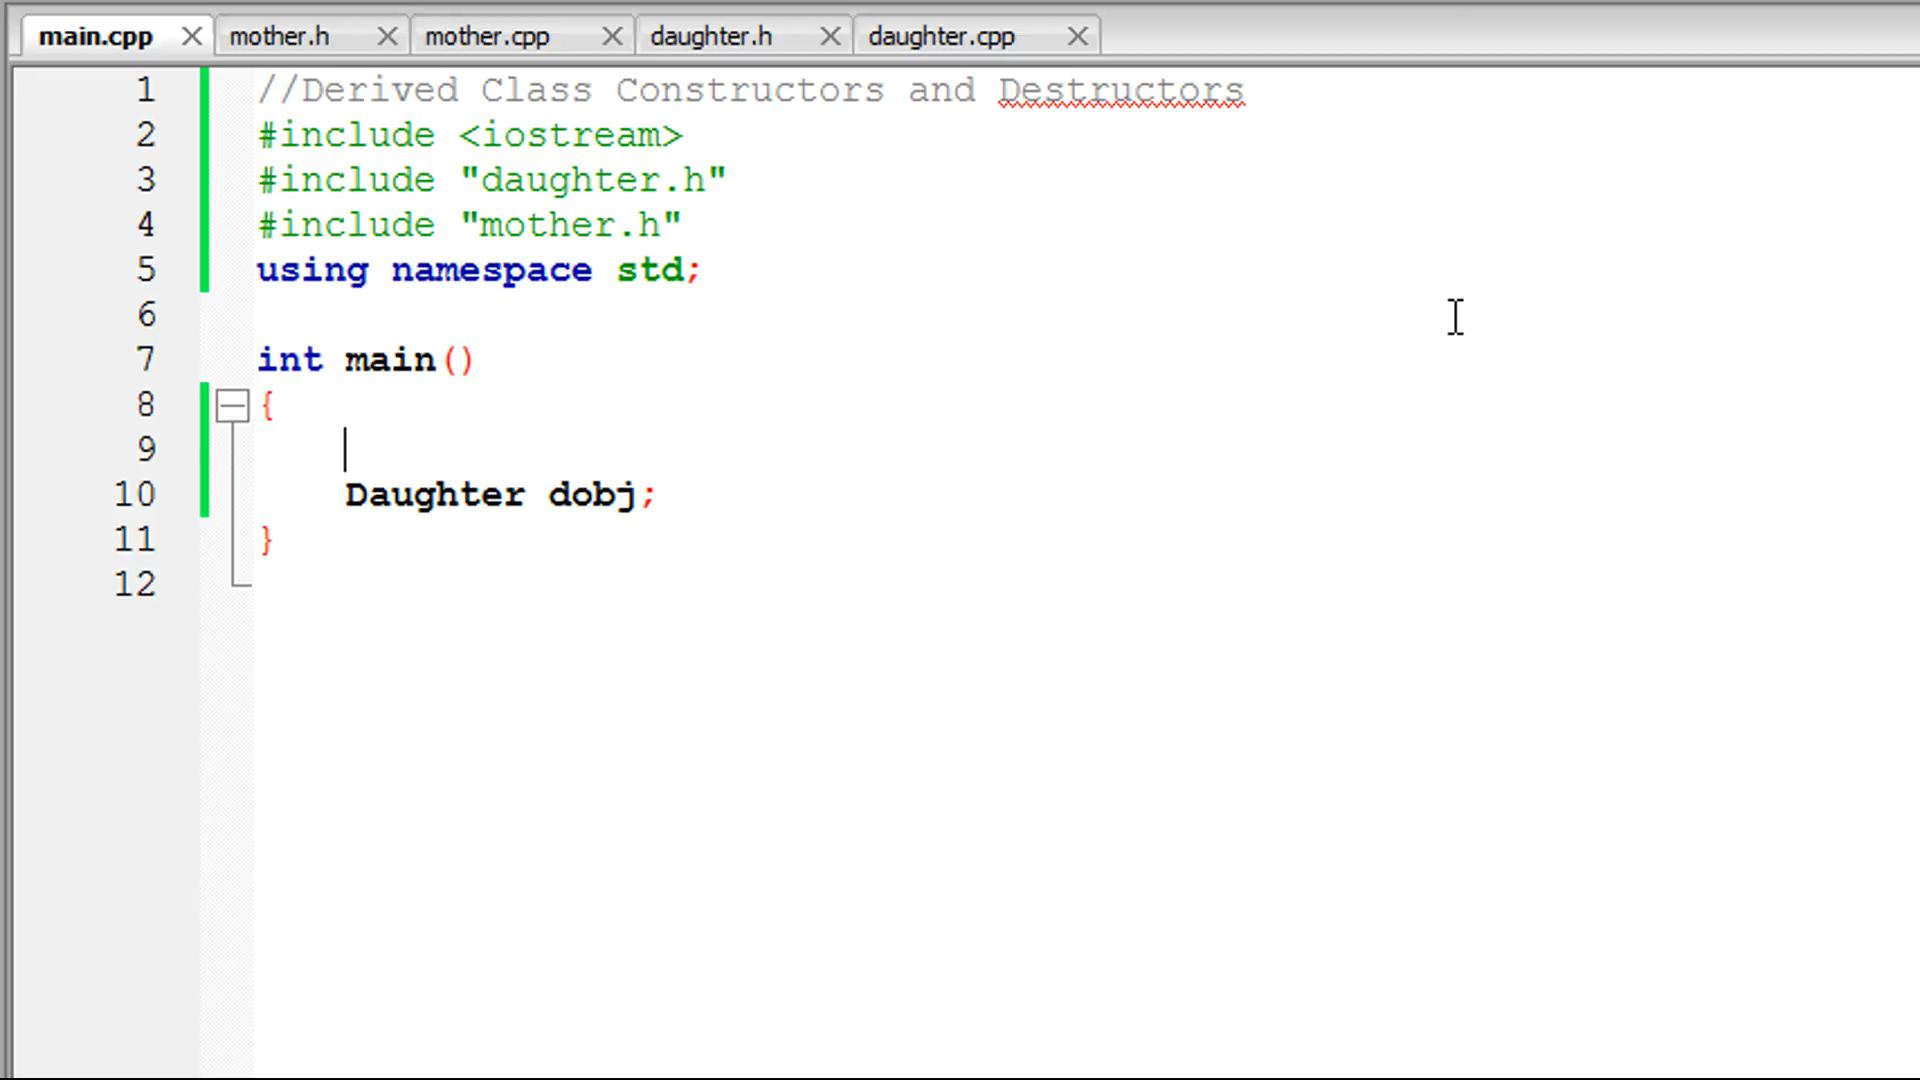 main.cpp mother.h mother.cpp daughter.h daughter.cpp
1 //Derived Class Constructors and Destructors
2 #include <iostream>
3 #include "daughter.h"
4 #include "mother.h"
5 using namespace std;
6
7 int main()
8 {
9
10 Daughter dobj;
11 }
12